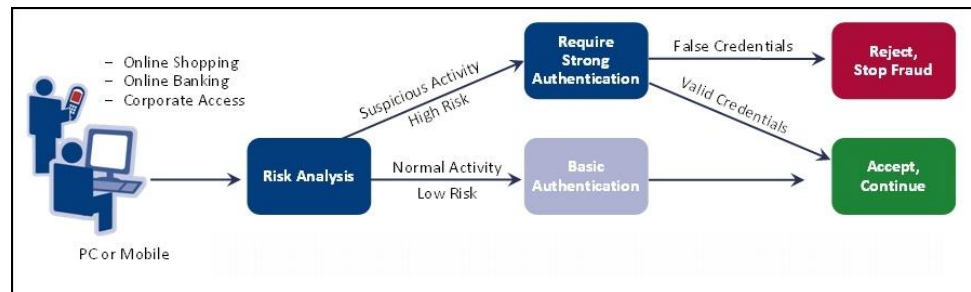 – Online Shopping
– Online Banking
– Corporate Access
PC or Mobile
Risk Analysis
Suspicious Activity
High Risk
Normal Activity
Low Risk
Require
Strong
Authentication
Basic
Authentication
False Credentials
Valid Credentials
Reject,
Stop Fraud
Accept,
Continue